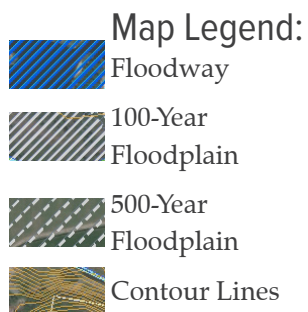 Map Legend:
Floodway
100-Year
Floodplain
500-Year
Floodplain
Contour Lines